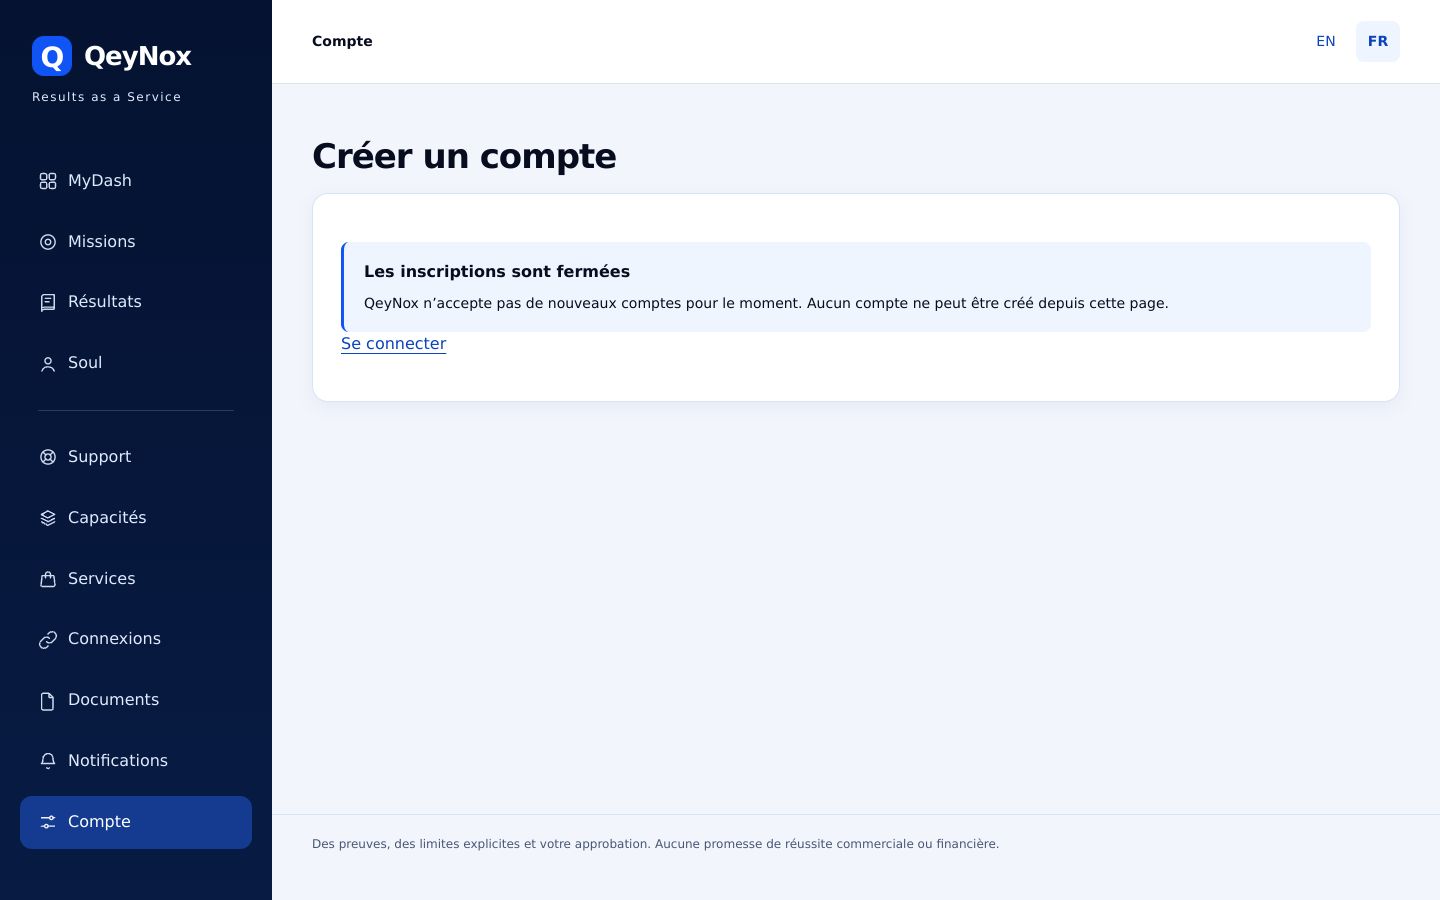 Q QeyNox
Results as a Service
MyDash
Missions
Résultats
Soul
Support
Capacités
Services
Connexions
Documents
Notifications
Compte
Compte
EN
FR
Créer un compte
Les inscriptions sont fermées
QeyNox n’accepte pas de nouveaux comptes pour le moment. Aucun compte ne peut être créé depuis cette page.
Se connecter
Des preuves, des limites explicites et votre approbation. Aucune promesse de réussite commerciale ou financière.